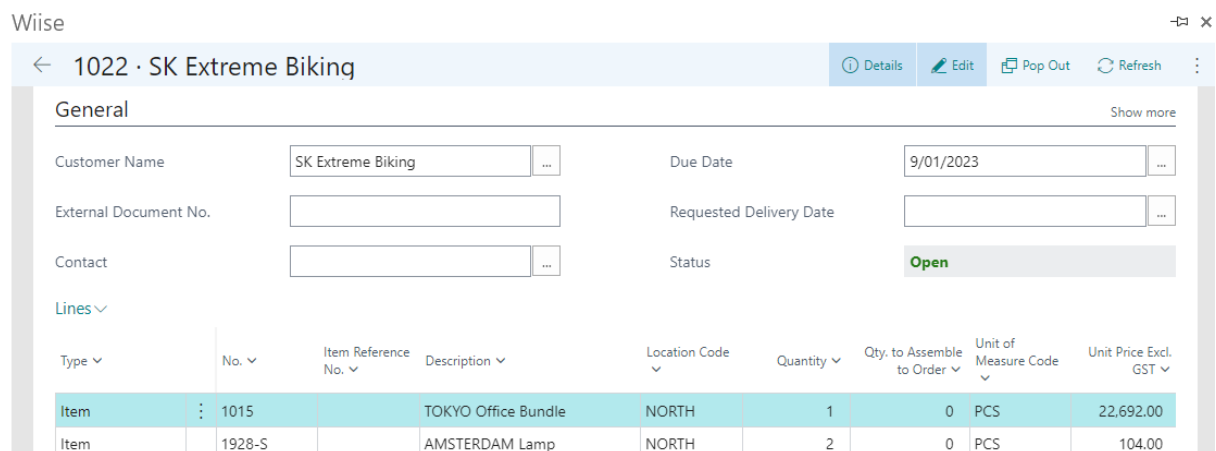 Wiise
1022 · SK Extreme Biking
Details
Edit
Pop Out
Refresh
General
Show more
Customer Name
SK Extreme Biking
...
Due Date
9/01/2023
...
External Document No.
Requested Delivery Date
...
Contact
...
Status
Open
Lines
Type
No.
Item Reference
No.
Description
Location Code
Quantity
Qty. to Assemble
to Order
Unit of
Measure Code
Unit Price Excl.
GST
Item 1015 TOKYO Office Bundle NORTH 1 0 PCS 22,692.00
Item 1928-S AMSTERDAM Lamp NORTH 2 0 PCS 104.00